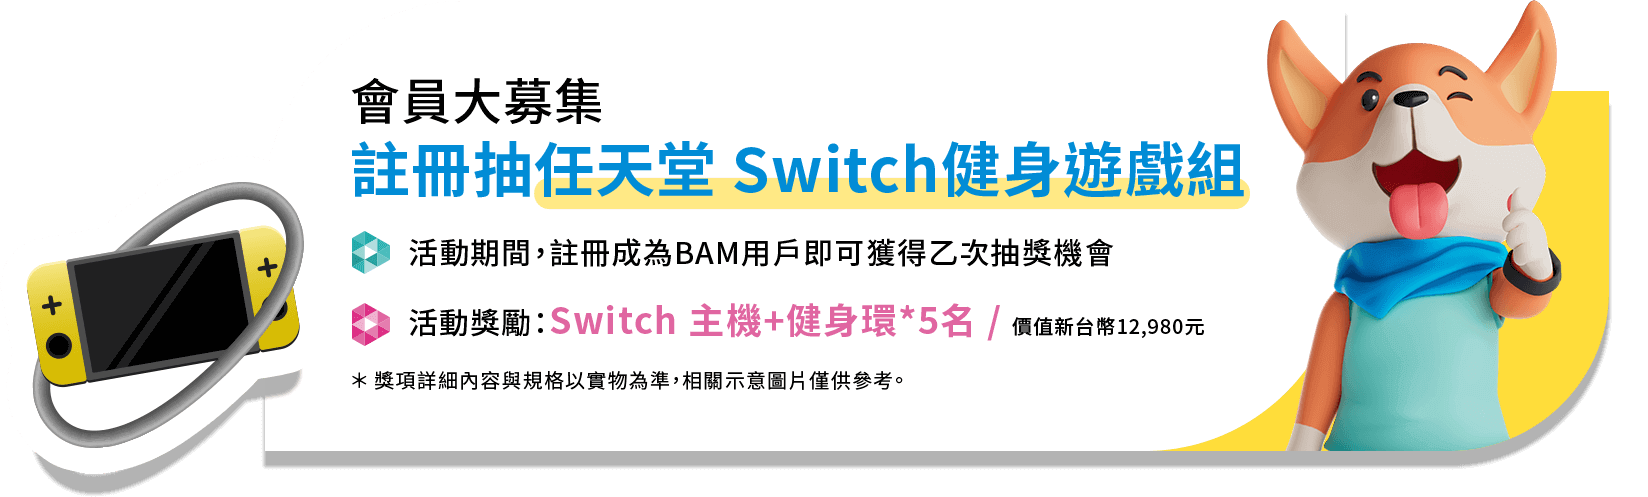 會員大募集
註冊抽任天堂 Switch健身遊戲組
活動期間，註冊成為BAM用戶即可獲得乙次抽獎機會
活動獎勵：Switch 主機+健身環*5名 / 價值新台幣12,980元
＊ 獎項詳細內容與規格以實物為準，相關示意圖片僅供參考。